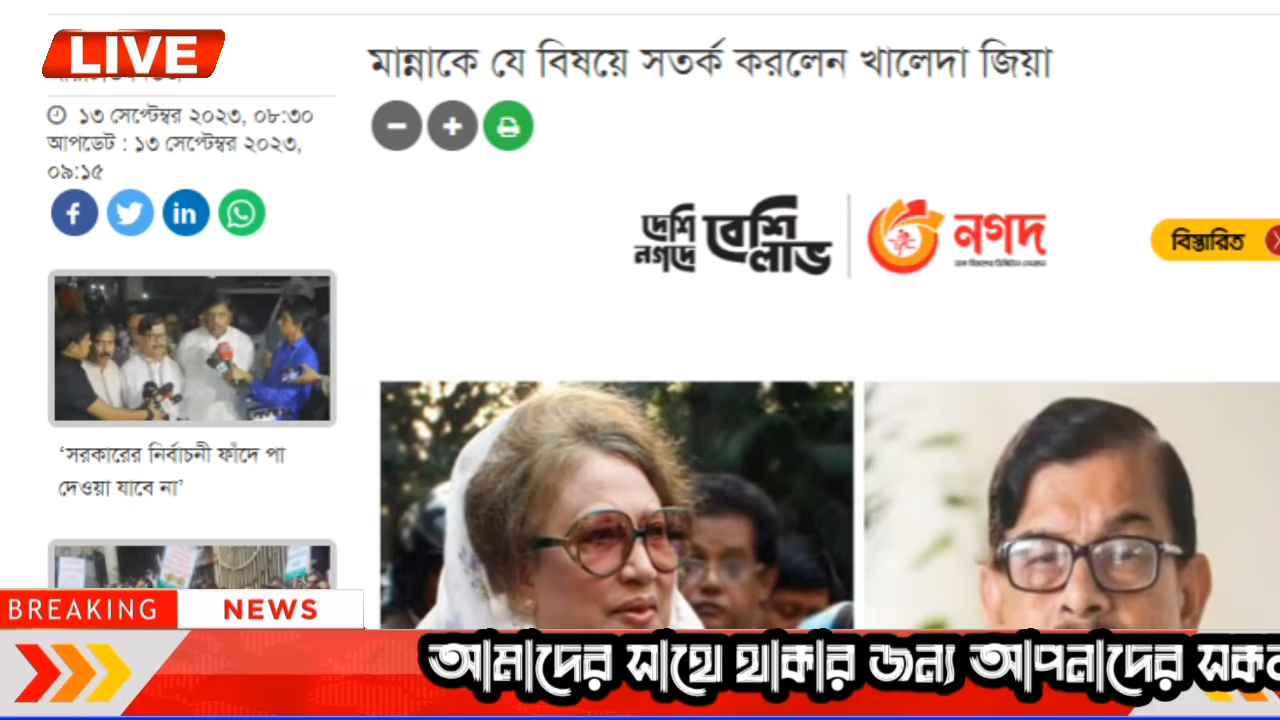 LIVE
মান্নাকে যে বিষয়ে সতর্ক করলেন খালেদা জিয়া
১৩ সেপ্টেম্বর ২০২৩, ০৮:৩০
আপডেট : ১৩ সেপ্টেম্বর ২০২৩,
০৯:১৫
দেশি
নগদে
বেশি
লাভ
নগদ
বিস্তারিত
‘সরকারের নির্বাচনী ফাঁদে পা
দেওয়া যাবে না’
BREAKING NEWS
আমাদের সাথে থাকার জন্য আপনাদের